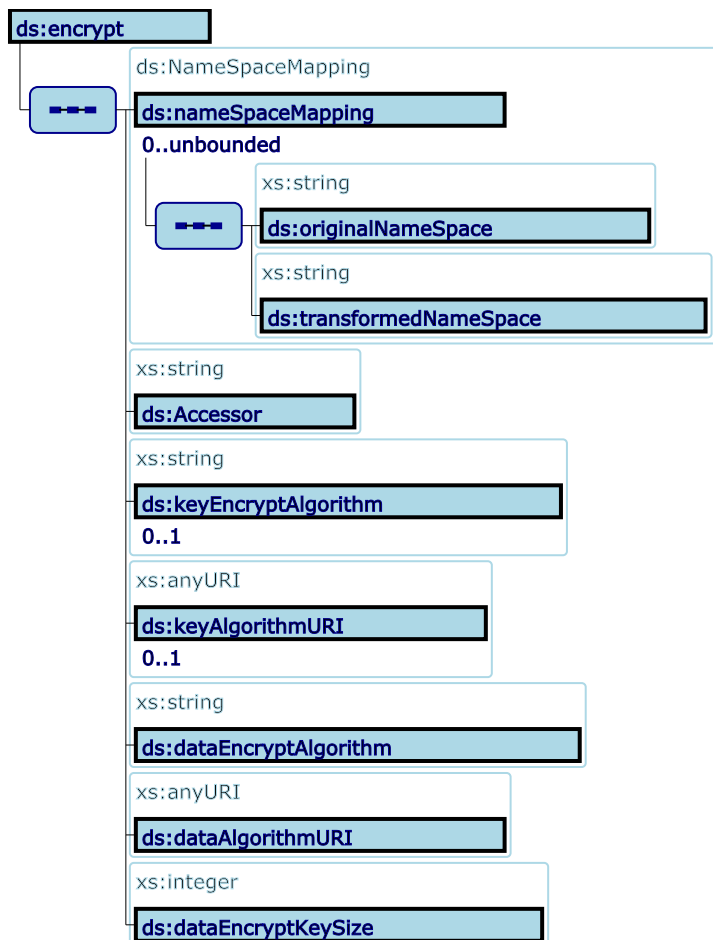 ds:encrypt
ds:NameSpaceMapping
ds:nameSpaceMapping
0..unbounded
xs:string
ds:originalNameSpace
xs:string
ds:transformedNameSpace
xs:string
ds:Accessor
xs:string
ds:keyEncryptAlgorithm
0..1
xs:anyURI
ds:keyAlgorithmURI
0..1
xs:string
ds:dataEncryptAlgorithm
xs:anyURI
ds:dataAlgorithmURI
xs:integer
ds:dataEncryptKeySize